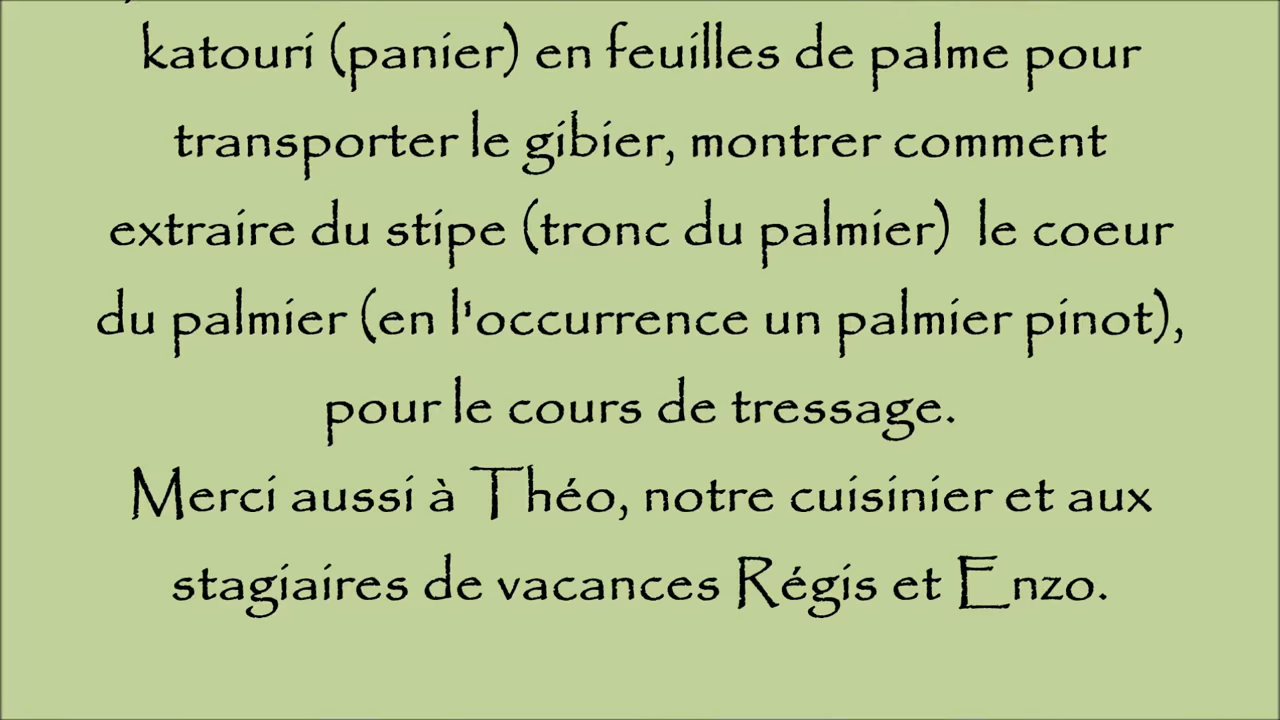 katouri (panier) en feuilles de palme pour
transporter le gibier, montrer comment
extraire du stipe (tronc du palmier) le coeur
du palmier (en l'occurrence un palmier pinot),
pour le cours de tressage.
Merci aussi à Théo, notre cuisinier et aux
stagiaires de vacances Régis et Enzo.